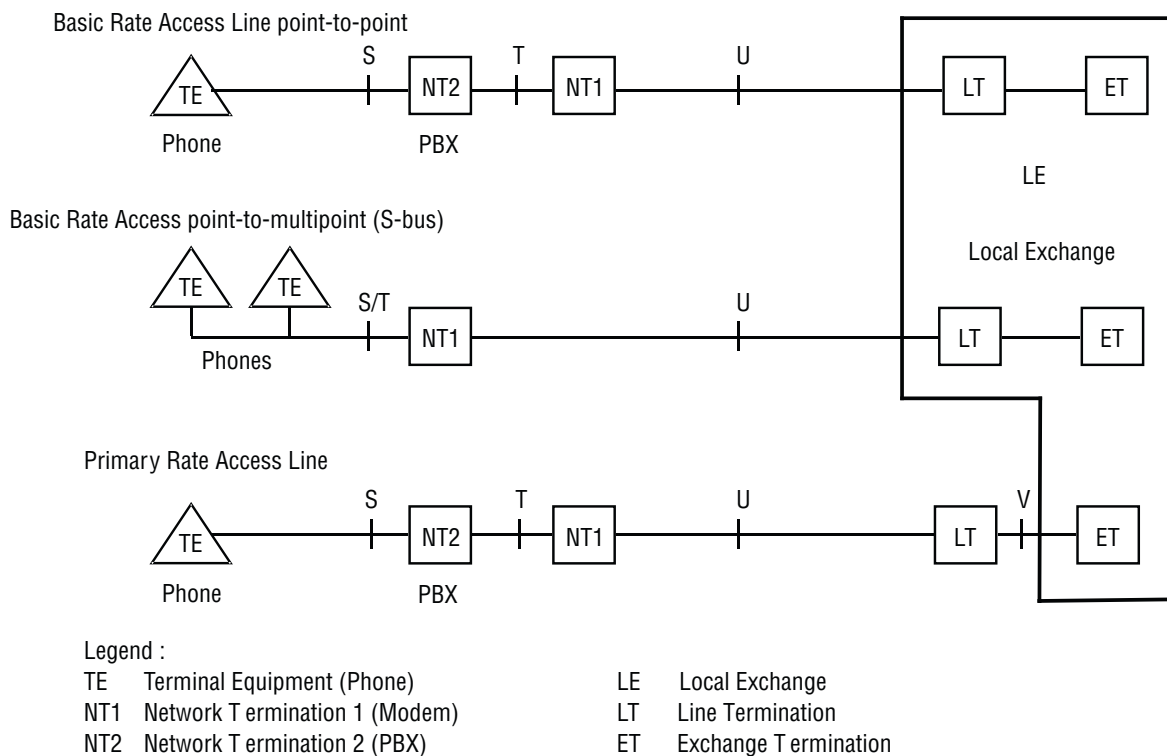 Basic Rate Access Line point-to-point
S T U
TE NT2 NT1 LT ET
Phone PBX
LE
Basic Rate Access point-to-multipoint (S-bus)
Local Exchange
TE TE S/T U
NT1 LT ET
Phones
Primary Rate Access Line
S T U V
TE NT2 NT1 LT ET
Phone PBX
Legend :
TE Terminal Equipment (Phone) LE Local Exchange
NT1 Network T ermination 1 (Modem) LT Line Termination
NT2 Network T ermination 2 (PBX) ET Exchange T ermination